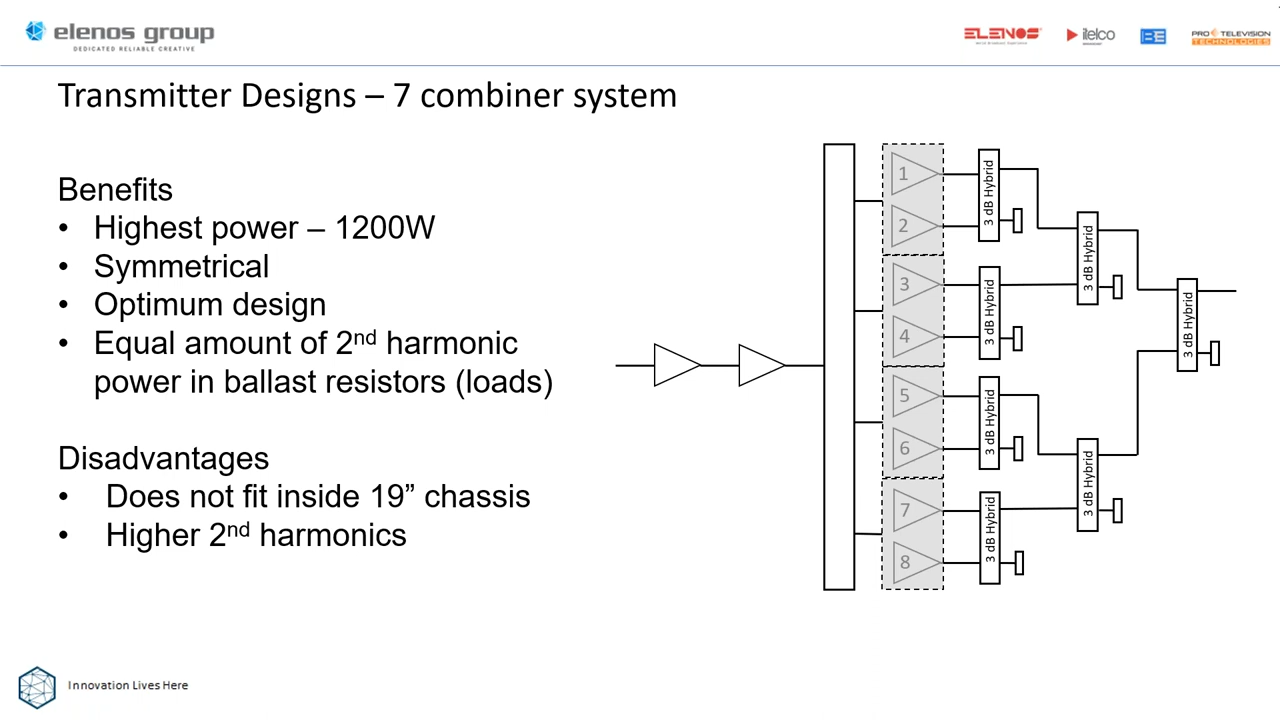 elenos group
DEDICATED RELIABLE CREATIVE
ELENOS
itelco
BE
PRO TELEVISION
TECHNOLOGIES
Transmitter Designs – 7 combiner system
Benefits
• Highest power – 1200W
• Symmetrical
• Optimum design
• Equal amount of 2nd harmonic
power in ballast resistors (loads)
Disadvantages
• Does not fit inside 19” chassis
• Higher 2nd harmonics
1
2
3
4
5
6
7
8
3 dB Hybrid
3 dB Hybrid
3 dB Hybrid
3 dB Hybrid
3 dB Hybrid
3 dB Hybrid
3 dB Hybrid
Innovation Lives Here